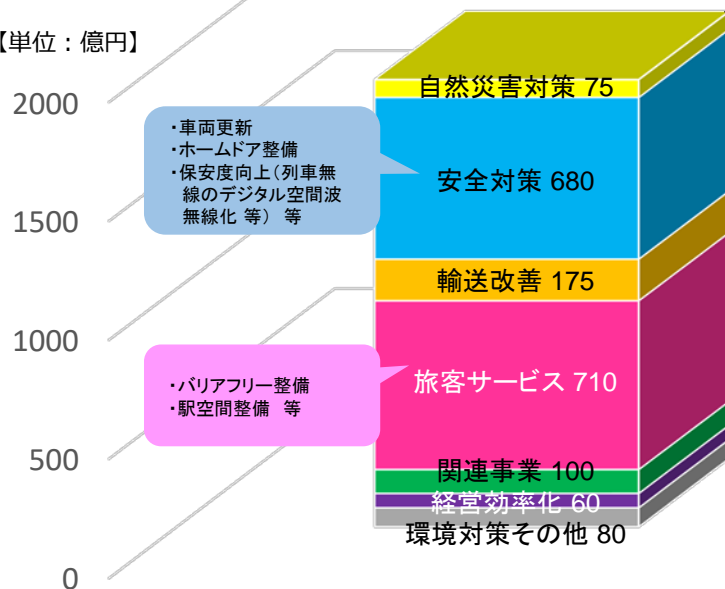 【単位：億円】
2000
1500
1000
500
0
自然災害対策 75
安全対策 680
輸送改善 175
旅客サービス 710
関連事業 100
経営効率化 60
環境対策その他 80
・車両更新
・ホームドア整備
・保安度向上（列車無
線のデジタル空間波
無線化 等） 等
・バリアフリー整備
・駅空間整備 等